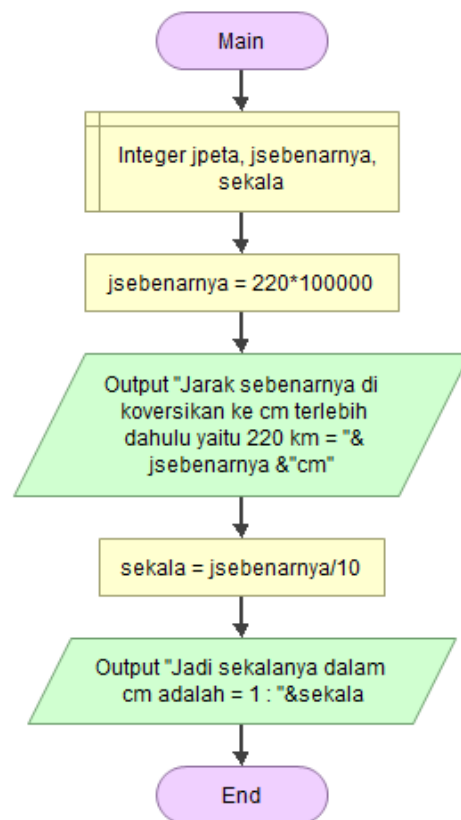 Main
Integer jpeta, jsebenarnya,
sekala
jsebenarnya = 220*100000
Output "Jarak sebenarnya di
koversikan ke cm terlebih
dahulu yaitu 220 km = "&
jsebenarnya &"cm"
sekala = jsebenarnya/10
Output "Jadi sekalanya dalam
cm adalah = 1 : "&sekala
End